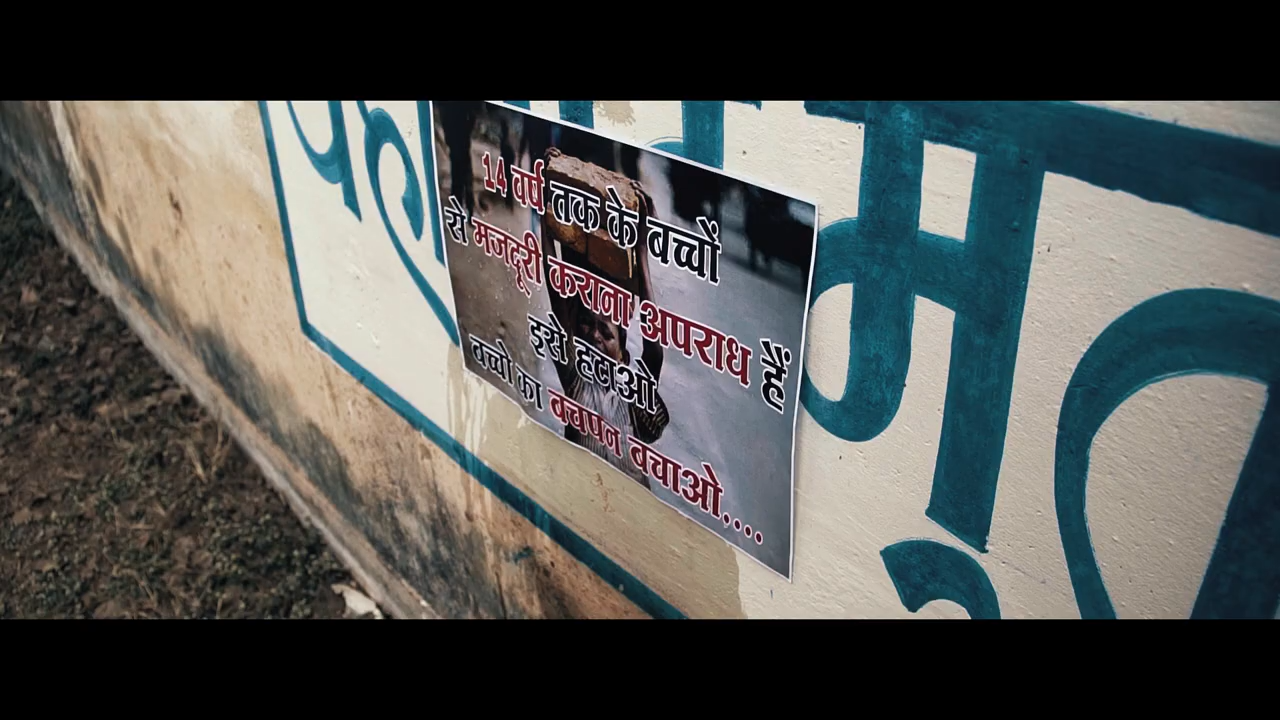 14 वर्ष तक के बच्चों
से मजदूरी कराना अपराध हैं
इसे हटाओ
बच्चो का बचपन बचाओ....